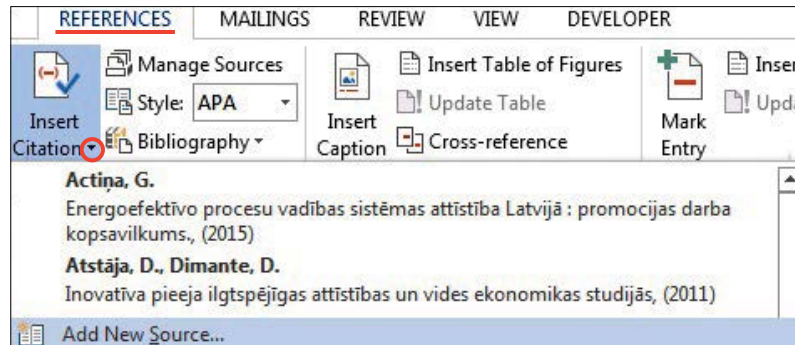 REFERENCES MAILINGS REVIEW VIEW DEVELOPER
Manage Sources Insert Table of Figures
Style: APA Update Table
Insert Citation Bibliography Insert Caption Cross-reference Mark Entry
Actiņa, G.
Energoefektīvo procesu vadības sistēmas attīstība Latvijā : promocijas darba
kopsavilkums., (2015)
Atstāja, D., Dimante, D.
Inovatīva pieeja ilgtspējīgas attīstības un vides ekonomikas studijās, (2011)
Add New Source...